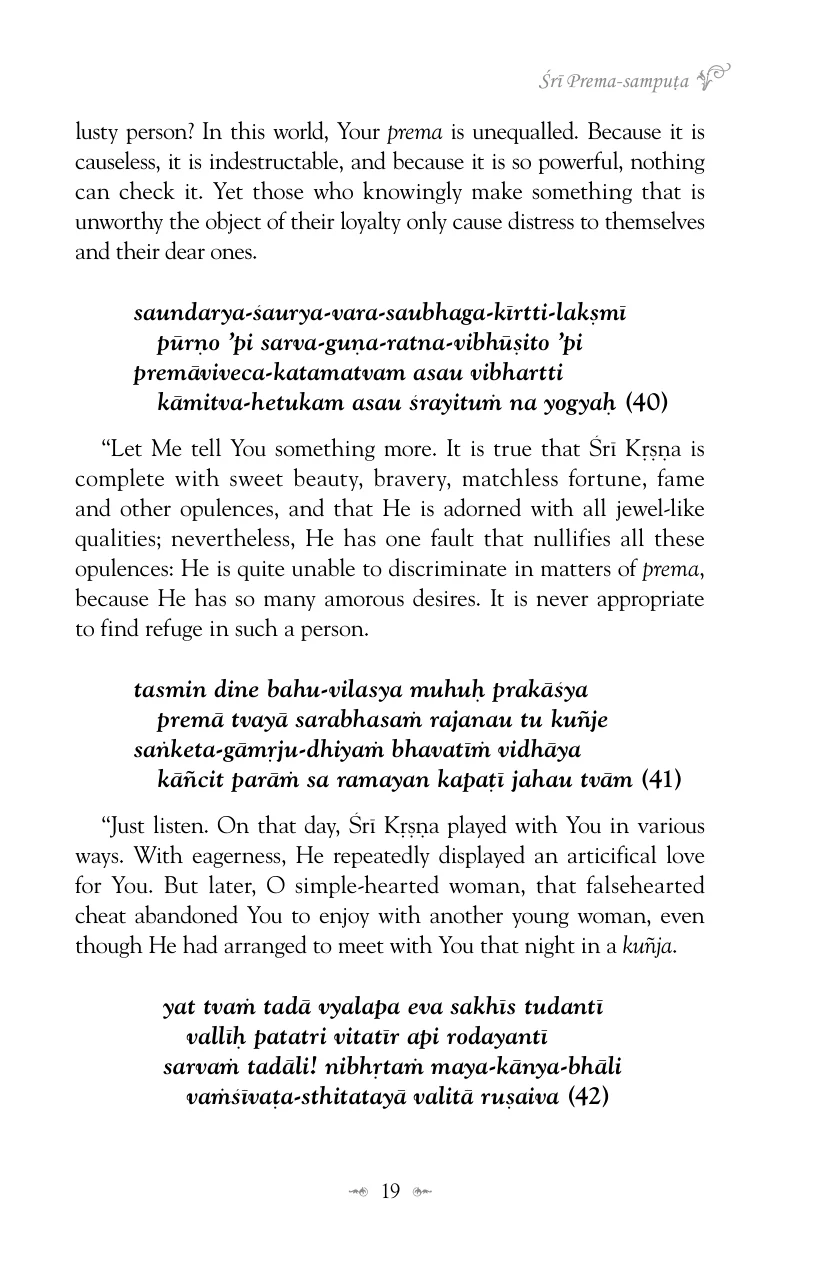 Śrī Prema-sampuṭa
lusty person? In this world, Your prema is unequalled. Because it is
causeless, it is indestructable, and because it is so powerful, nothing
can check it. Yet those who knowingly make something that is
unworthy the object of their loyalty only cause distress to themselves
and their dear ones.
saundarya-śaurya-vara-saubhaga-kīrtti-lakṣmī
pūrṇo ’pi sarva-guṇa-ratna-vibhūṣito ’pi
premāviveca-katamatvam asau vibhartti
kāmitva-hetukam asau śrayituṁ na yogyaḥ (40)
“Let Me tell You something more. It is true that Śrī Kṛṣṇa is
complete with sweet beauty, bravery, matchless fortune, fame
and other opulences, and that He is adorned with all jewel-like
qualities; nevertheless, He has one fault that nullifies all these
opulences: He is quite unable to discriminate in matters of prema,
because He has so many amorous desires. It is never appropriate
to find refuge in such a person.
tasmin dine bahu-vilasya muhuḥ prakāśya
premā tvayā sarabhasaṁ rajanau tu kuñje
saṅketa-gāmṛju-dhiyaṁ bhavatīṁ vidhāya
kāñcit parāṁ sa ramayan kapaṭī jahau tvām (41)
“Just listen. On that day, Śrī Kṛṣṇa played with You in various
ways. With eagerness, He repeatedly displayed an articifical love
for You. But later, O simple-hearted woman, that falsehearted
cheat abandoned You to enjoy with another young woman, even
though He had arranged to meet with You that night in a kuñja.
yat tvaṁ tadā vyalapa eva sakhīs tudantī
vallīḥ patatri vitatīr api rodayantī
sarvaṁ tadāli! nibhṛtaṁ maya-kānya-bhāli
vaṁśīvaṭa-sthitatayā valitā ruṣaiva (42)
19